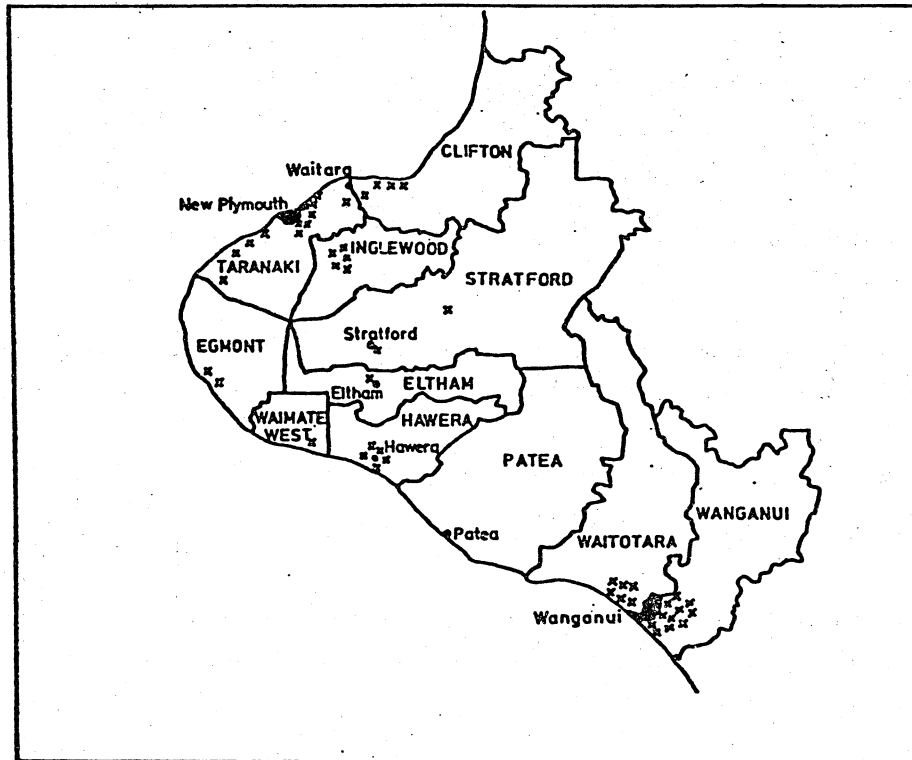 CLIFTON
Waitara
New Plymouth
INGLEWOOD
TARANAKI
STRATFORD
Stratford
EGMONT
ELTHAM
Eltham
WAIMATE
WEST
HAWERA
Hawera
PATEA
WANGANUI
Patea
WAITOTARA
Wanganui